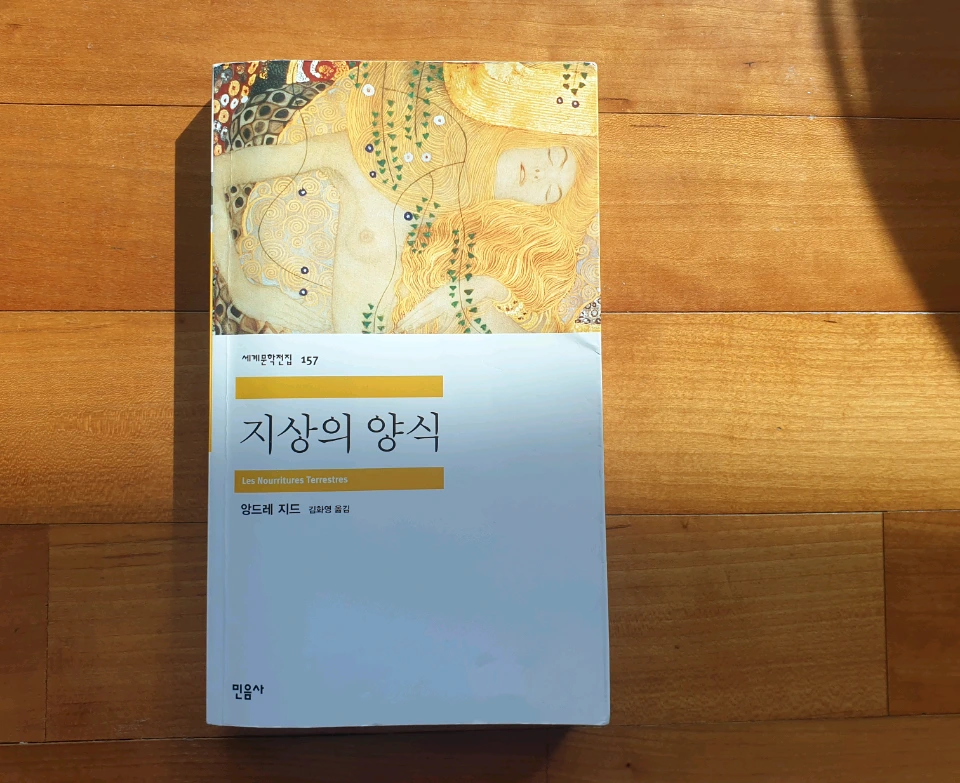 세계문학전집 157
지상의 양식
Les Nourritures Terrestres
앙드레 지드 김화영 옮김
민음사